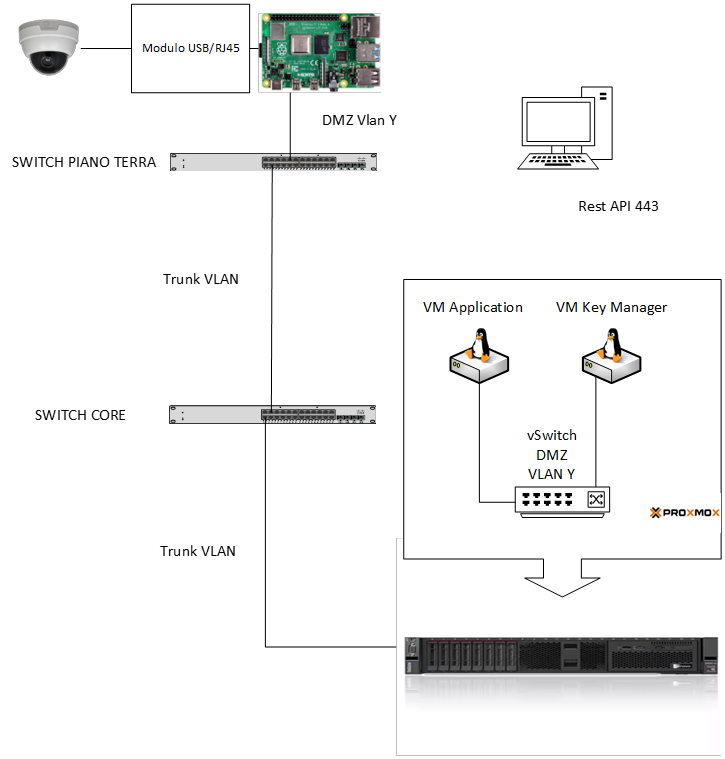 Modulo USB/RJ45
DMZ Vlan Y
SWITCH PIANO TERRA
Rest API 443
Trunk VLAN
VM Application
VM Key Manager
SWITCH CORE
vSwitch
DMZ
VLAN Y
PROXMOX
Trunk VLAN